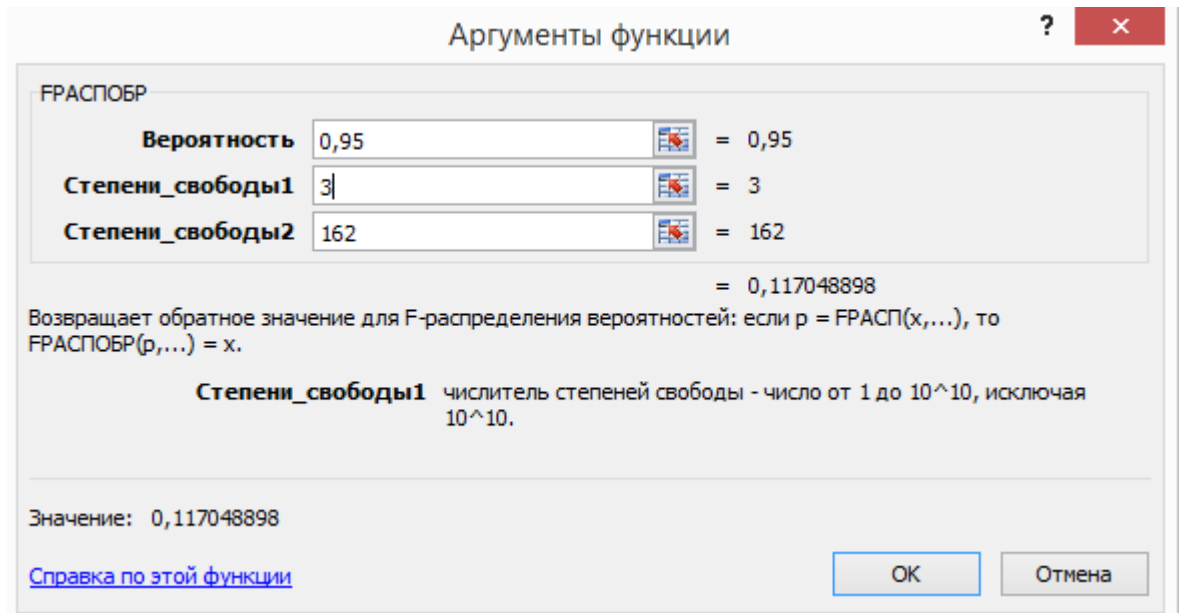 Аргументы функции
?
×
FРАСПОБР
Вероятность 0,95 = 0,95
Степени_свободы1 3 = 3
Степени_свободы2 162 = 162
= 0,117048898
Возвращает обратное значение для F-распределения вероятностей: если p = FРАСП(x,...), то
FРАСПОБР(p,...) = x.
Степени_свободы1 числитель степеней свободы - число от 1 до 10^10, исключая
10^10.
Значение: 0,117048898
Справка по этой функции
ОК
Отмена